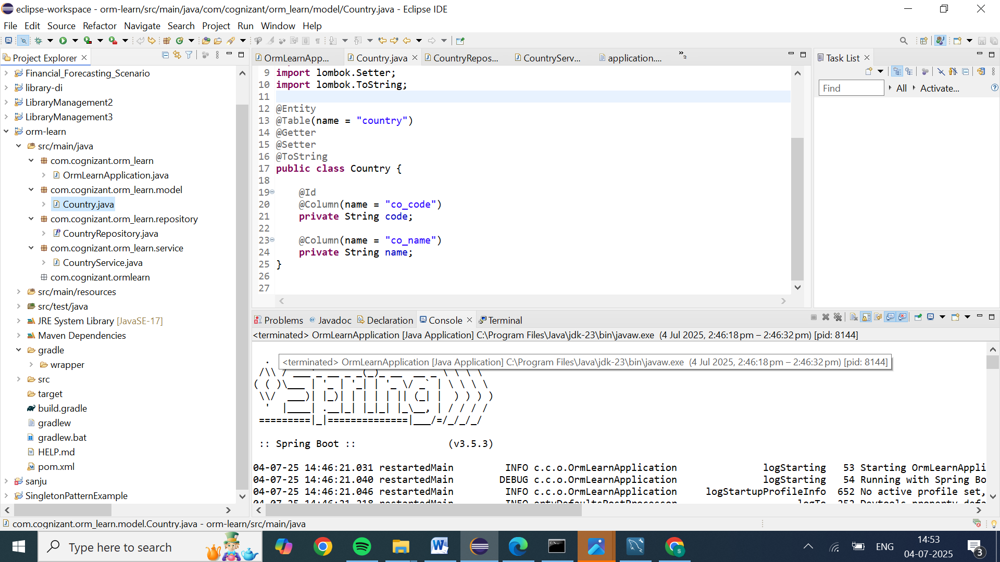 eclipse-workspace - orm-learn/src/main/java/com/cognizant/orm_learn/model/Country.java - Eclipse IDE
File Edit Source Refactor Navigate Search Project Run Window Help
Project Explorer
Financial_Forecasting_Scenario
library-di
LibraryManagement2
LibraryManagement3
orm-learn
src/main/java
com.cognizant.orm_learn
OrmLearnApplication.java
com.cognizant.orm_learn.model
Country.java
com.cognizant.orm_learn.repository
CountryRepository.java
com.cognizant.orm_learn.service
CountryService.java
com.cognizant.ormlearn
src/main/resources
src/test/java
JRE System Library [JavaSE-17]
Maven Dependencies
gradle
wrapper
src
target
build.gradle
gradlew
gradlew.bat
HELP.md
pom.xml
sanju
SingletonPatternExample
OrmLearnApp... Country.java CountryRepos... CountryServ... application.... »3
9 import lombok.Setter;
10 import lombok.ToString;
11
12 @Entity
13 @Table(name = "country")
14 @Getter
15 @Setter
16 @ToString
17 public class Country {
18
19 @Id
20 @Column(name = "co_code")
21 private String code;
22
23 @Column(name = "co_name")
24 private String name;
25 }
26
27
Task List
Find All Activate...
Problems Javadoc Declaration Console Terminal
<terminated> OrmLearnApplication [Java Application] C:\Program Files\Java\jdk-23\bin\javaw.exe (4 Jul 2025, 2:46:18 pm – 2:46:32 pm) [pid: 8144]
<terminated> OrmLearnApplication [Java Application] C:\Program Files\Java\jdk-23\bin\javaw.exe (4 Jul 2025, 2:46:18 pm – 2:46:32 pm) [pid: 8144]
:: Spring Boot :: (v3.5.3)
04-07-25 14:46:21.031 restartedMain INFO c.c.o.OrmLearnApplication logStarting 53 Starting OrmLearnAppli
04-07-25 14:46:21.040 restartedMain DEBUG c.c.o.OrmLearnApplication logStarting 54 Running with Spring Bo
04-07-25 14:46:21.046 restartedMain INFO c.c.o.OrmLearnApplication logStartupProfileInfo 652 No active profile set,
com.cognizant.orm_learn.model.Country.java - orm-learn/src/main/java
Type here to search
ENG
14:53
04-07-2025
3